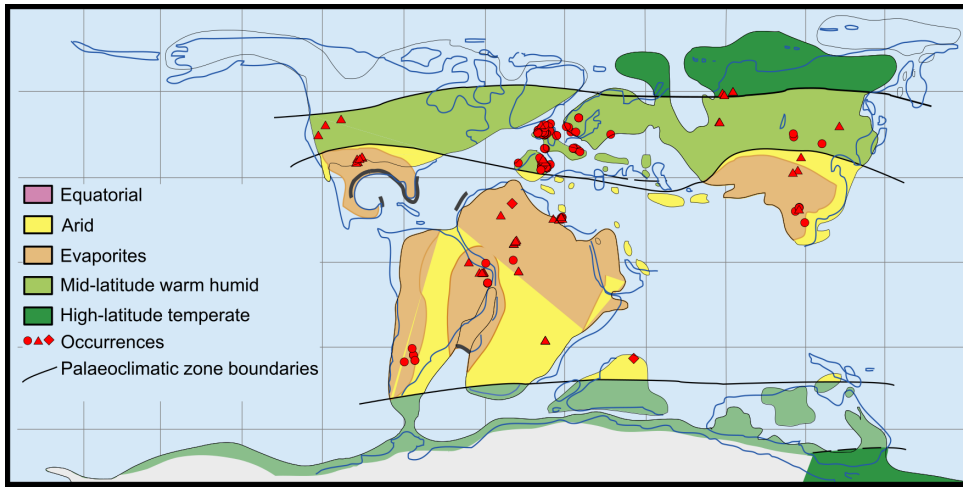 Equatorial
Arid
Evaporites
Mid-latitude warm humid
High-latitude temperate
Occurrences
Palaeoclimatic zone boundaries